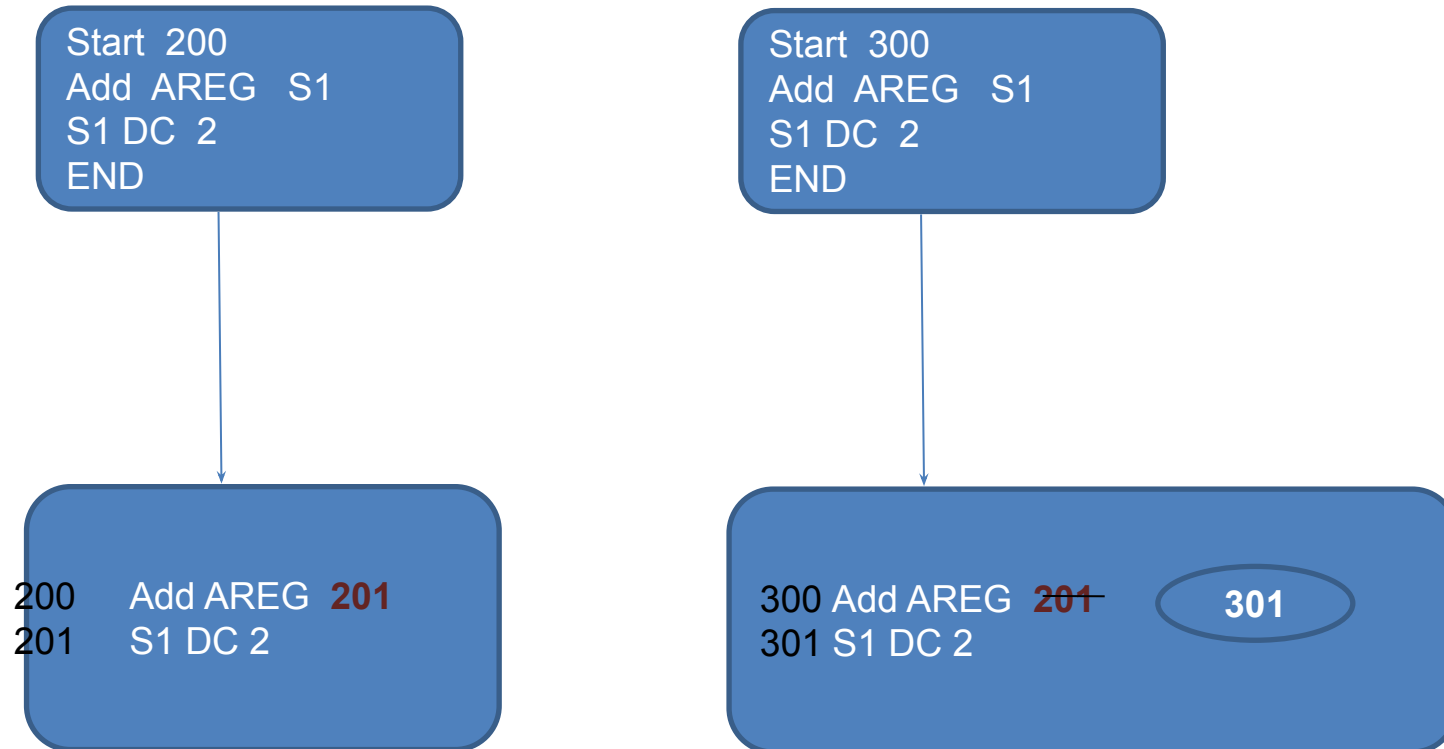 Start 200
Add AREG S1
S1 DC 2
END
Start 300
Add AREG S1
S1 DC 2
END
200 Add AREG 201
201 S1 DC 2
300 Add AREG 201 301
301 S1 DC 2